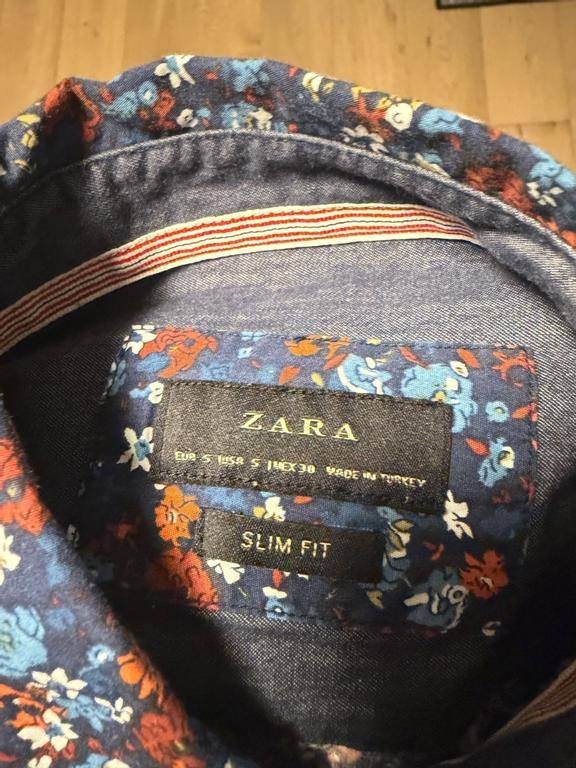 ZARA
EUR S | USA S | MEX 30 MADE IN TURKEY
SLIM FIT